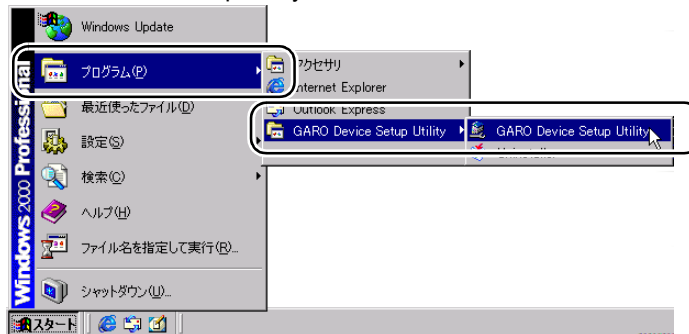 Windows Update
プログラム(P)
最近使ったファイル(D)
設定(S)
検索(C)
ヘルプ(H)
ファイル名を指定して実行(R)...
シャットダウン(U)...
Windows 2000 Professional
スタート
アクセサリ
Internet Explorer
Outlook Express
GARO Device Setup Utility
GARO Device Setup Utility